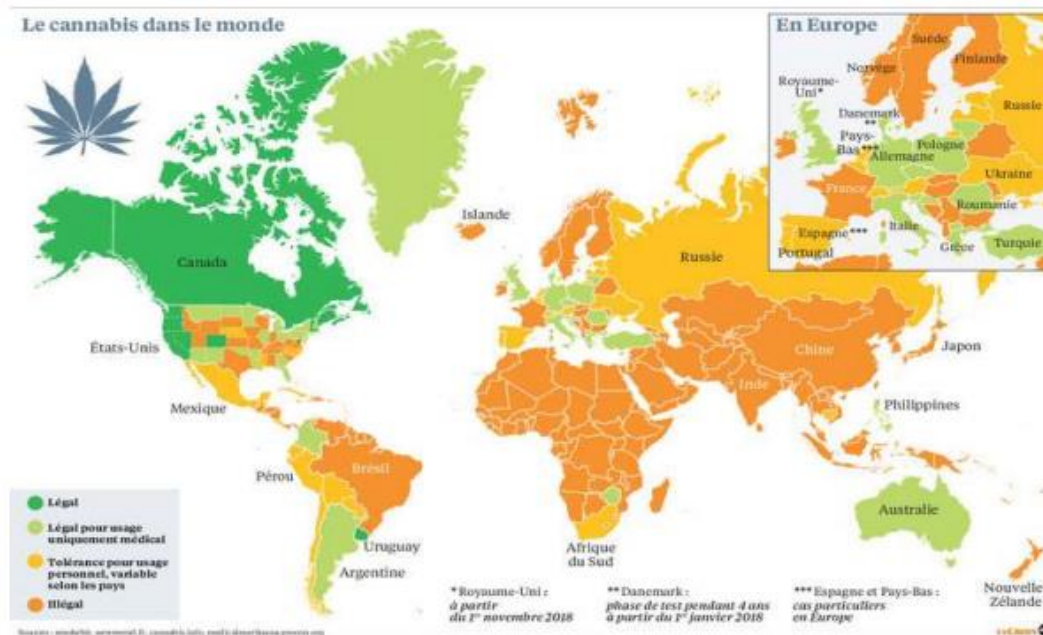 Le cannabis dans le monde
En Europe
Suède
Norvège
Finlande
Royaume-
Uni*
Danemark
**
Russie
Pays-
Bas***
Pologne
Allemagne
Ukraine
France
Roumanie
Espagne***
Italie
Portugal
Grèce
Turquie
Islande
Canada
Russie
États-Unis
Chine
Japon
Inde
Mexique
Philippines
Pérou
Brésil
Australie
Uruguay
Argentine
Afrique
du Sud
Nouvelle
Zélande
Légal
Légal pour usage
uniquement médical
Tolérance pour usage
personnel, variable
selon les pays
Illégal
*Royaume-Uni :
à partir
du 1er novembre 2018
**Danemark :
phase de test pendant 4 ans
à partir du 1er janvier 2018
***Espagne et Pays-Bas :
cas particuliers
en Europe